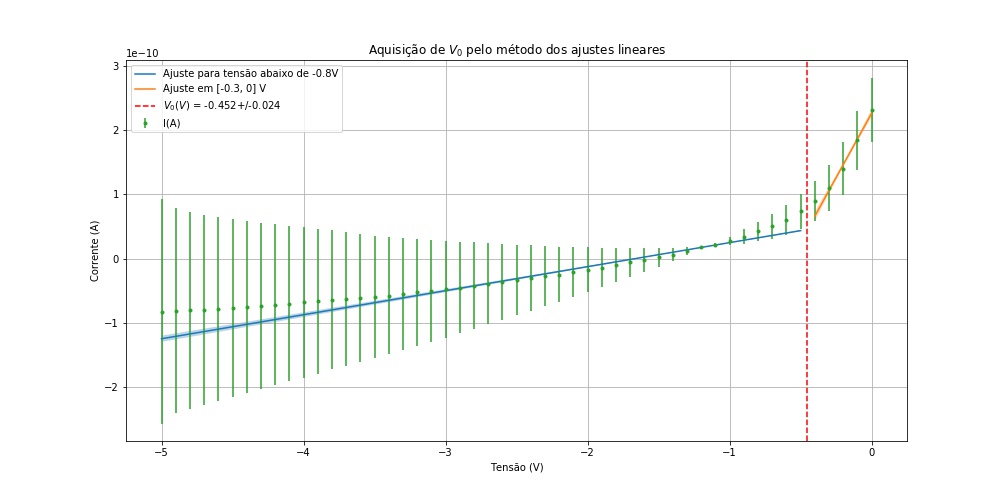 Aquisição de V₀ pelo método dos ajustes lineares
1e−10
Ajuste para tensão abaixo de -0.8V
Ajuste em [-0.3, 0] V
V₀(V) = -0.452+/-0.024
I(A)
3
2
1
0
−1
−2
Corrente (A)
−5
−4
−3
−2
−1
0
Tensão (V)